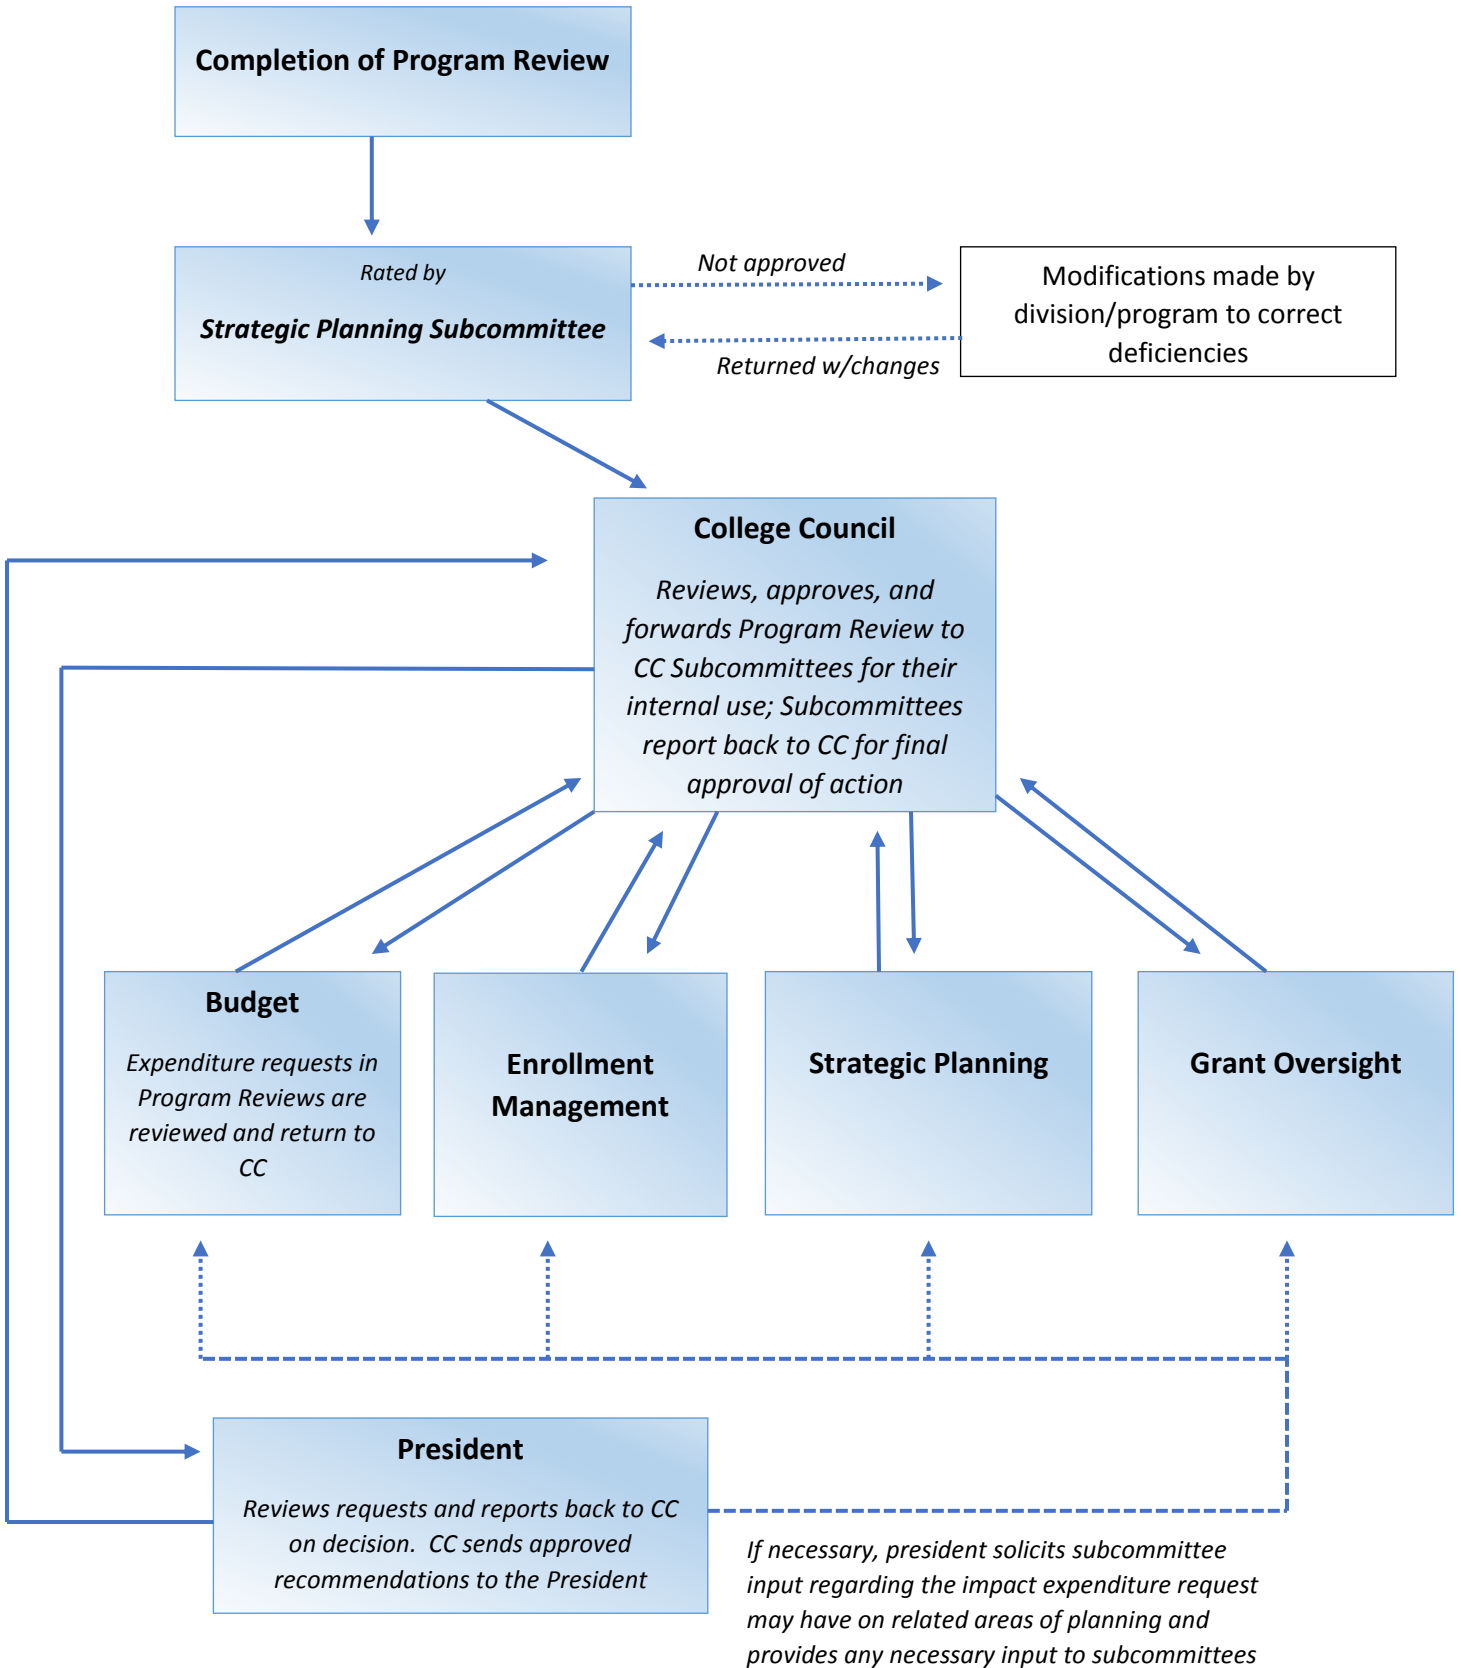 Completion of Program Review
Rated by
Strategic Planning Subcommittee
Not approved
Returned w/changes
Modifications made by
division/program to correct
deficiencies
College Council
Reviews, approves, and
forwards Program Review to
CC Subcommittees for their
internal use; Subcommittees
report back to CC for final
approval of action
Budget
Expenditure requests in
Program Reviews are
reviewed and return to
CC
Enrollment
Management
Strategic Planning
Grant Oversight
President
Reviews requests and reports back to CC
on decision.  CC sends approved
recommendations to the President
If necessary, president solicits subcommittee
input regarding the impact expenditure request
may have on related areas of planning and
provides any necessary input to subcommittees